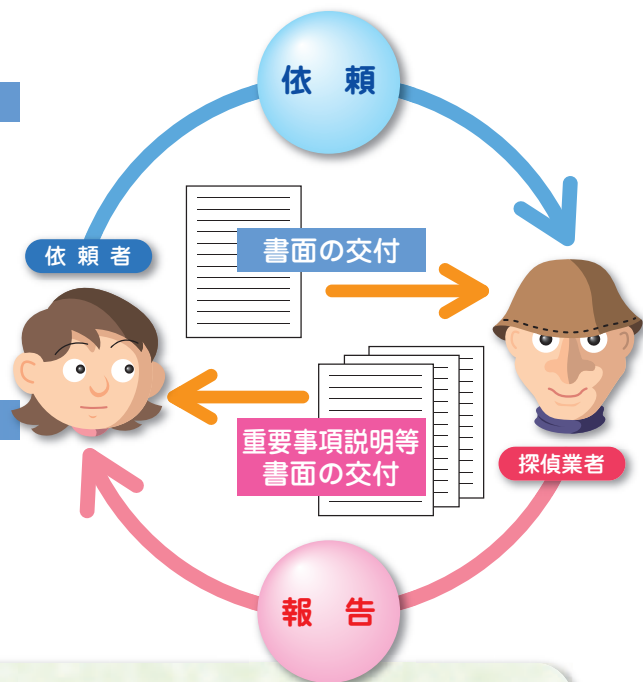 依 頼
書面の交付
依 頼 者
重要事項説明等
書面の交付
探偵業者
報 告